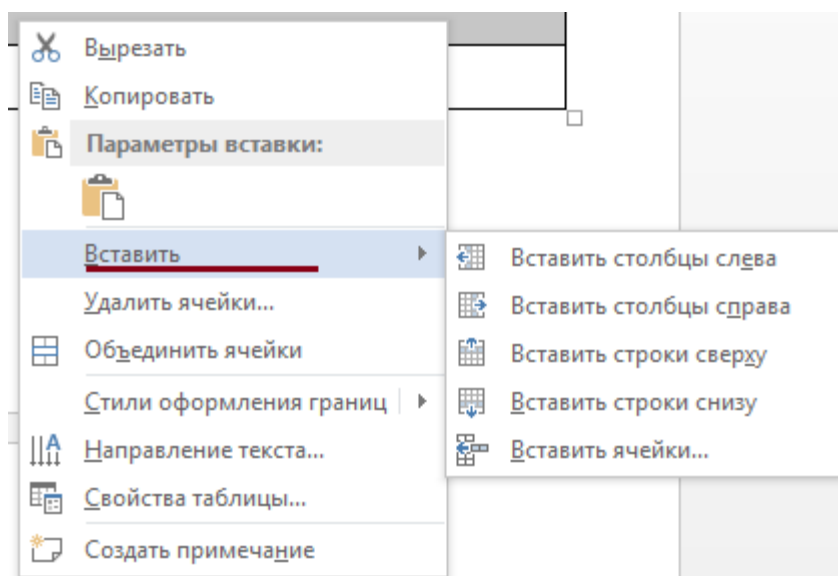 Вырезать
Копировать
Параметры вставки:
Вставить
Удалить ячейки...
Объединить ячейки
Стили оформления границ
Направление текста...
Свойства таблицы...
Создать примечание
Вставить столбцы слева
Вставить столбцы справа
Вставить строки сверху
Вставить строки снизу
Вставить ячейки...